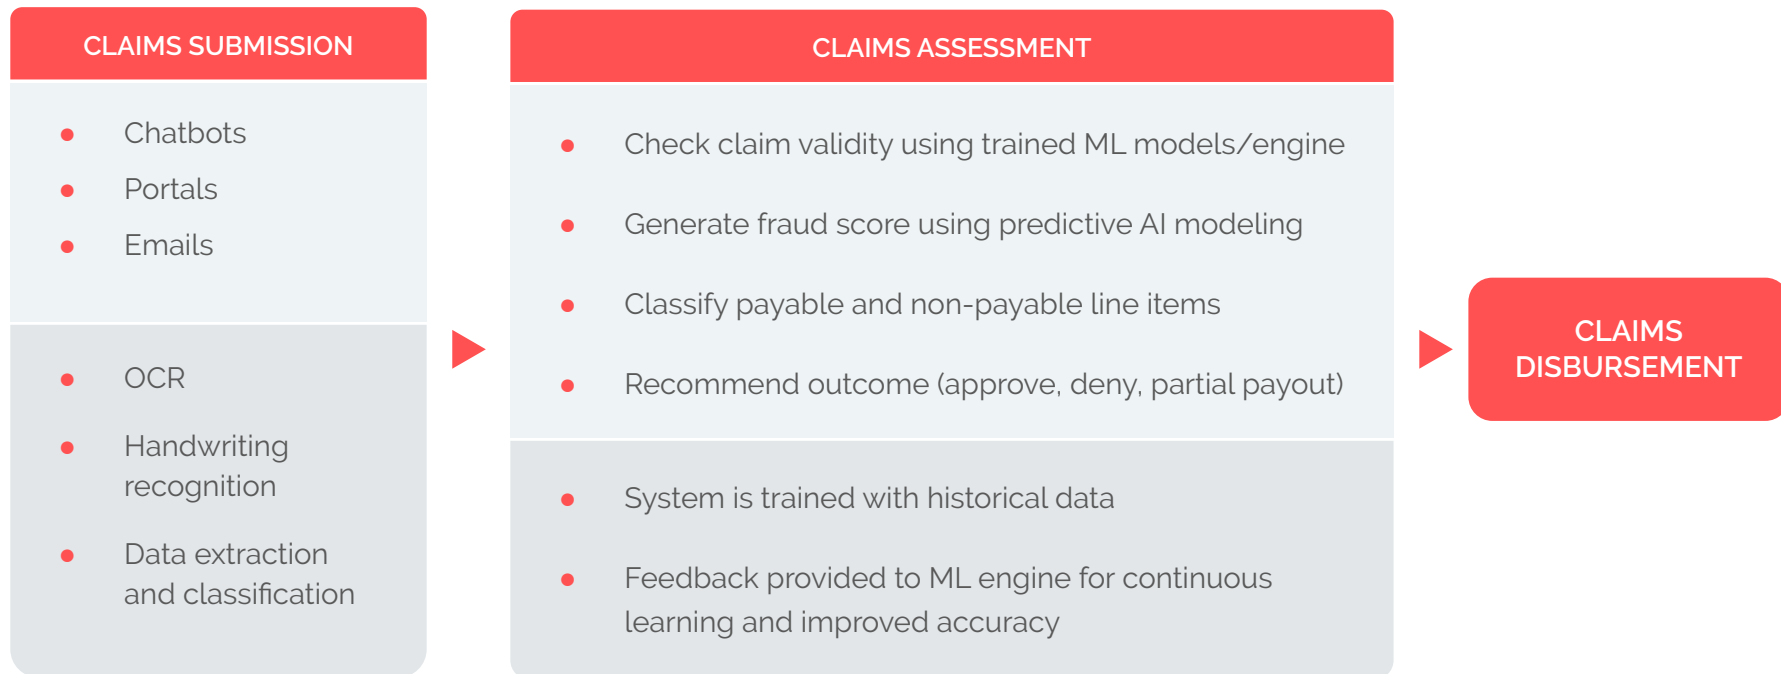 CLAIMS SUBMISSION
Chatbots
Portals
Emails
OCR
Handwriting
recognition
Data extraction
and classification
CLAIMS ASSESSMENT
Check claim validity using trained ML models/engine
Generate fraud score using predictive AI modeling
Classify payable and non-payable line items
Recommend outcome (approve, deny, partial payout)
System is trained with historical data
Feedback provided to ML engine for continuous
learning and improved accuracy
CLAIMS
DISBURSEMENT